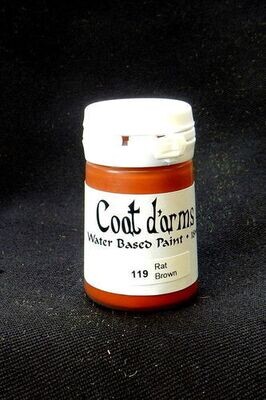 Coat d'arms
Water Based Paint •
119 Rat
Brown